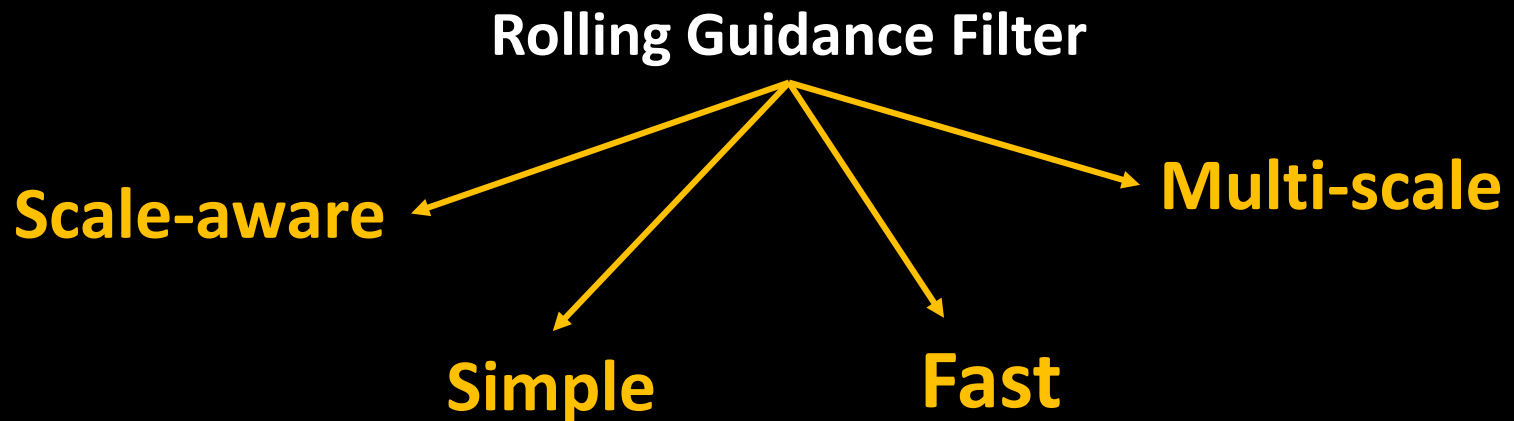 Rolling Guidance Filter
Scale-aware
Multi-scale
Simple
Fast